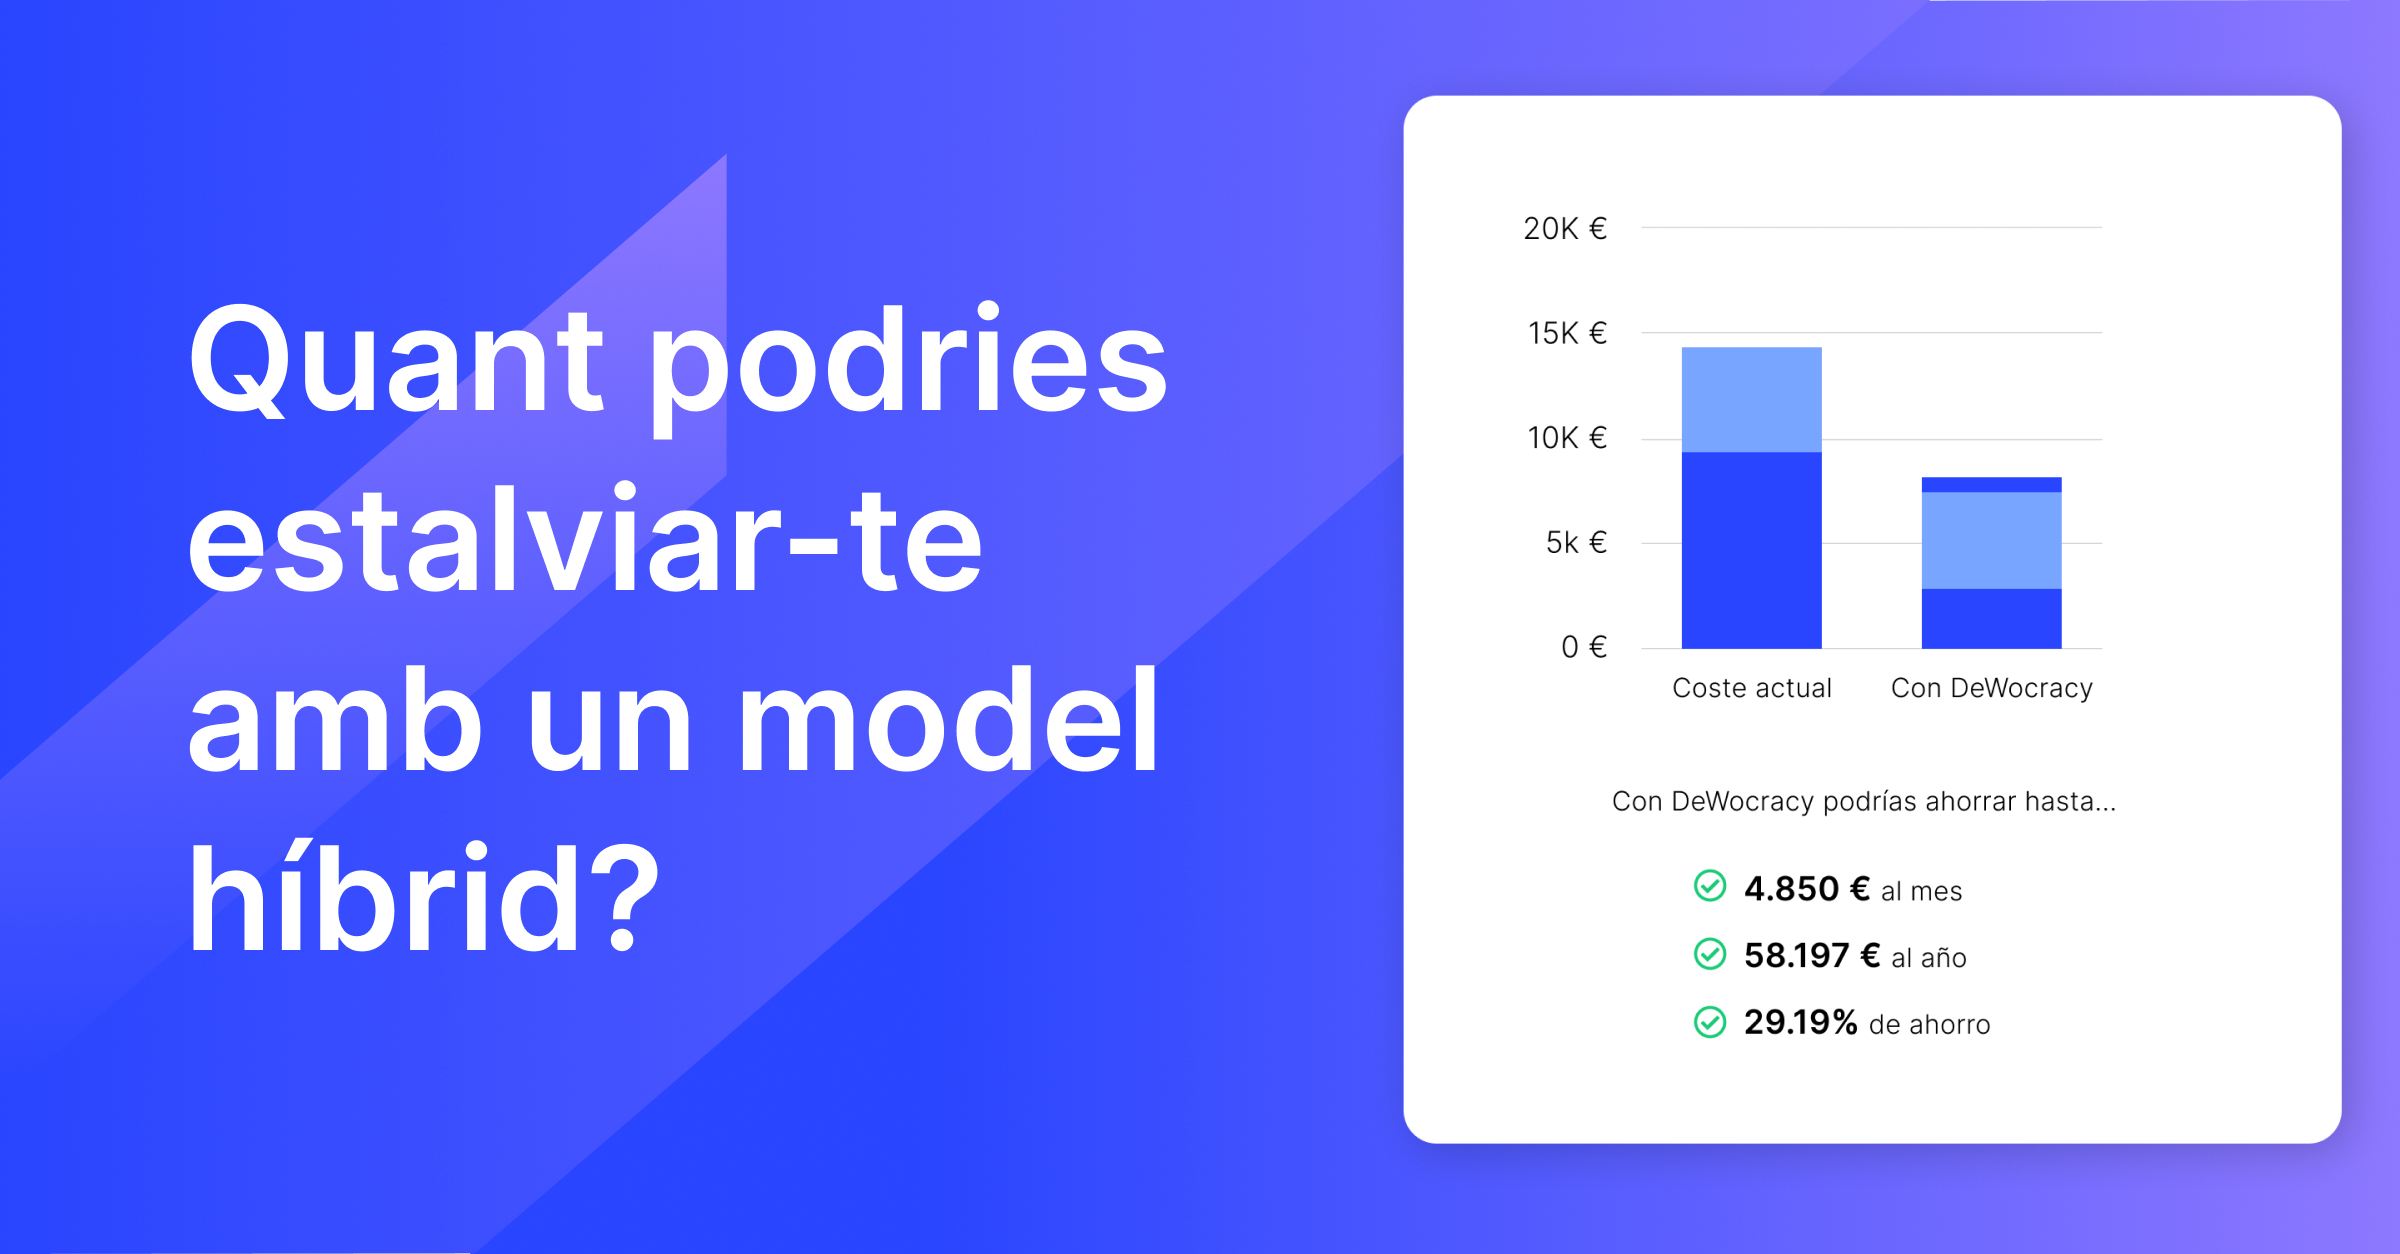 Quant podries
estalviar-te
amb un model
híbrid?
20K €
15K €
10K €
5k €
0 €
Coste actual
Con DeWocracy
Con DeWocracy podrías ahorrar hasta...
4.850 € al mes
58.197 € al año
29.19% de ahorro